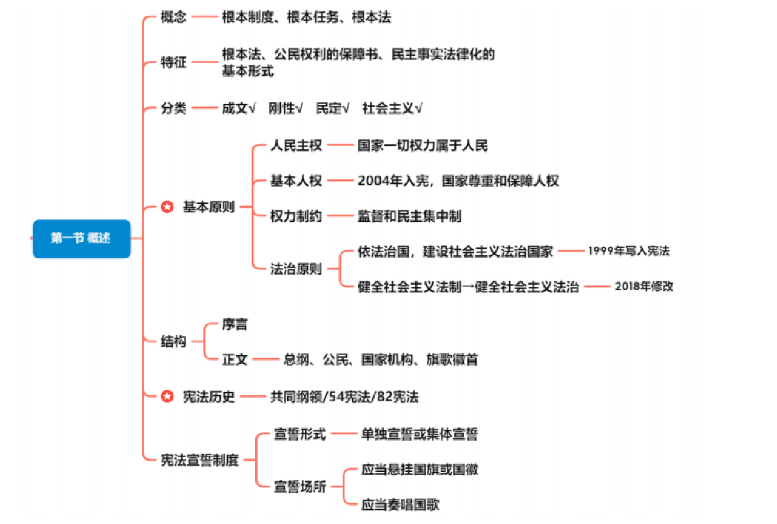 概念
根本制度、根本任务、根本法
特征
根本法、公民权利的保障书、民主事实法律化的
基本形式
分类
成文√ 刚性√ 民定√ 社会主义√
第一节 概述
基本原则
人民主权
国家一切权力属于人民
基本人权
2004年入宪，国家尊重和保障人权
权力制约
监督和民主集中制
法治原则
依法治国，建设社会主义法治国家
1999年写入宪法
健全社会主义法制→健全社会主义法治
2018年修改
结构
序言
正文
总纲、公民、国家机构、旗歌徽首
宪法历史
共同纲领/54宪法/82宪法
宪法宣誓制度
宣誓形式
单独宣誓或集体宣誓
宣誓场所
应当悬挂国旗或国徽
应当奏唱国歌